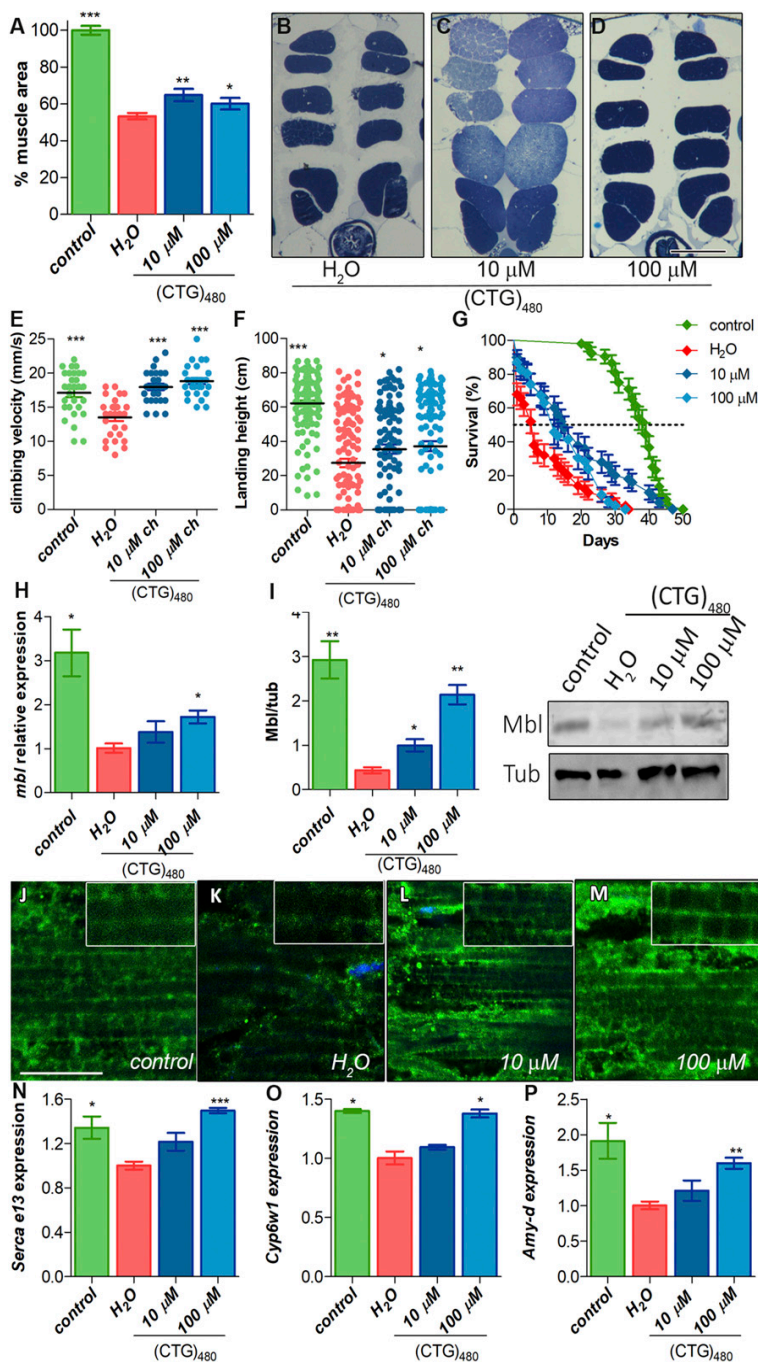 A
% muscle area
100
80
60
40
20
0
***
**
*
control
H₂O
10 µM
100 µM
(CTG)₄₈₀
B
C
D
H₂O
10 µM
100 µM
(CTG)₄₈₀
E
climbing velocity (mm/s)
25
20
15
10
5
0
***
***
***
control
H₂O
10 µM ch
100 µM ch
(CTG)₄₈₀
F
Landing height (cm)
100
80
60
40
20
0
***
*
*
control
H₂O
10 µM ch
100 µM ch
(CTG)₄₈₀
G
Survival (%)
100
80
60
40
20
0
0
10
20
30
40
50
Days
control
H₂O
10 µM
100 µM
H
mbl relative expression
4
3
2
1
0
*
*
control
H₂O
10 µM
100 µM
(CTG)₄₈₀
I
Mbl/tub
4
3
2
1
0
**
*
**
control
H₂O
10 µM
100 µM
(CTG)₄₈₀
(CTG)₄₈₀
control
H₂O
10 µM
100 µM
Mbl
Tub
J
control
K
H₂O
L
10 µM
M
100 µM
N
Serca e13 expression
1.6
1.2
0.8
0.4
0.0
*
***
control
H₂O
10 µM
100 µM
(CTG)₄₈₀
O
Cyp6w1 expression
1.5
1.0
0.5
0.0
*
*
control
H₂O
10 µM
100 µM
(CTG)₄₈₀
P
Amy-d expression
2.5
2.0
1.5
1.0
0.5
0.0
*
**
control
H₂O
10 µM
100 µM
(CTG)₄₈₀